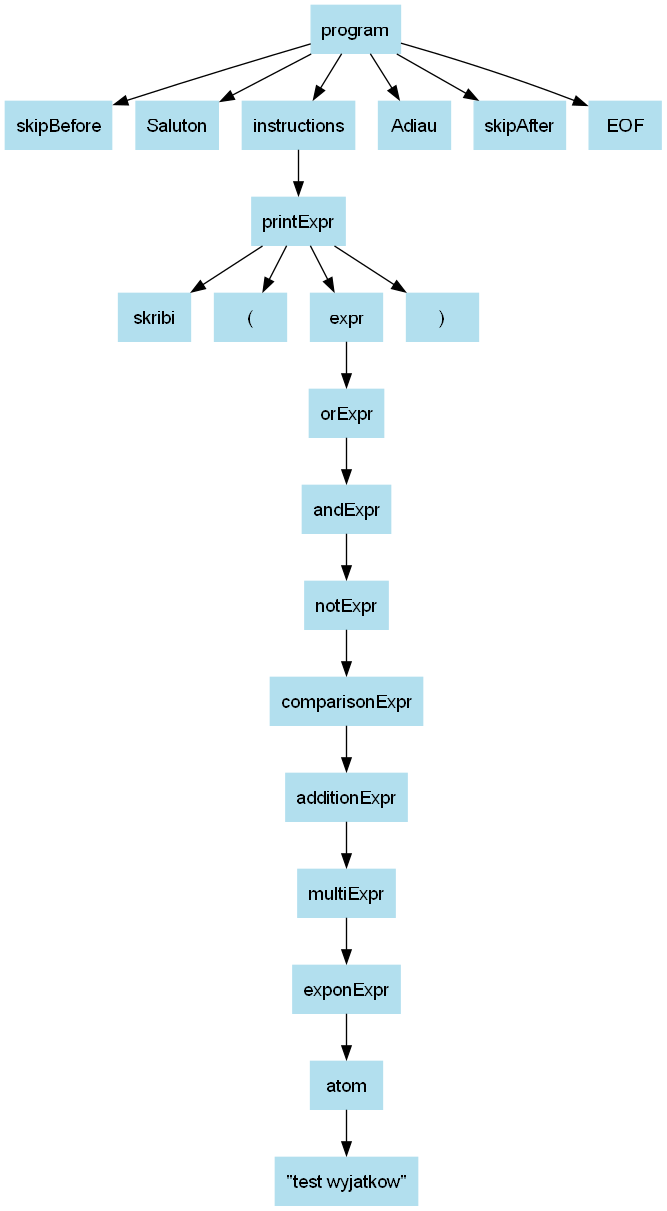 program
skipBefore
Saluton
instructions
Adiau
skipAfter
EOF
printExpr
skribi
(
expr
)
orExpr
andExpr
notExpr
comparisonExpr
additionExpr
multiExpr
exponExpr
atom
"test wyjatkow"